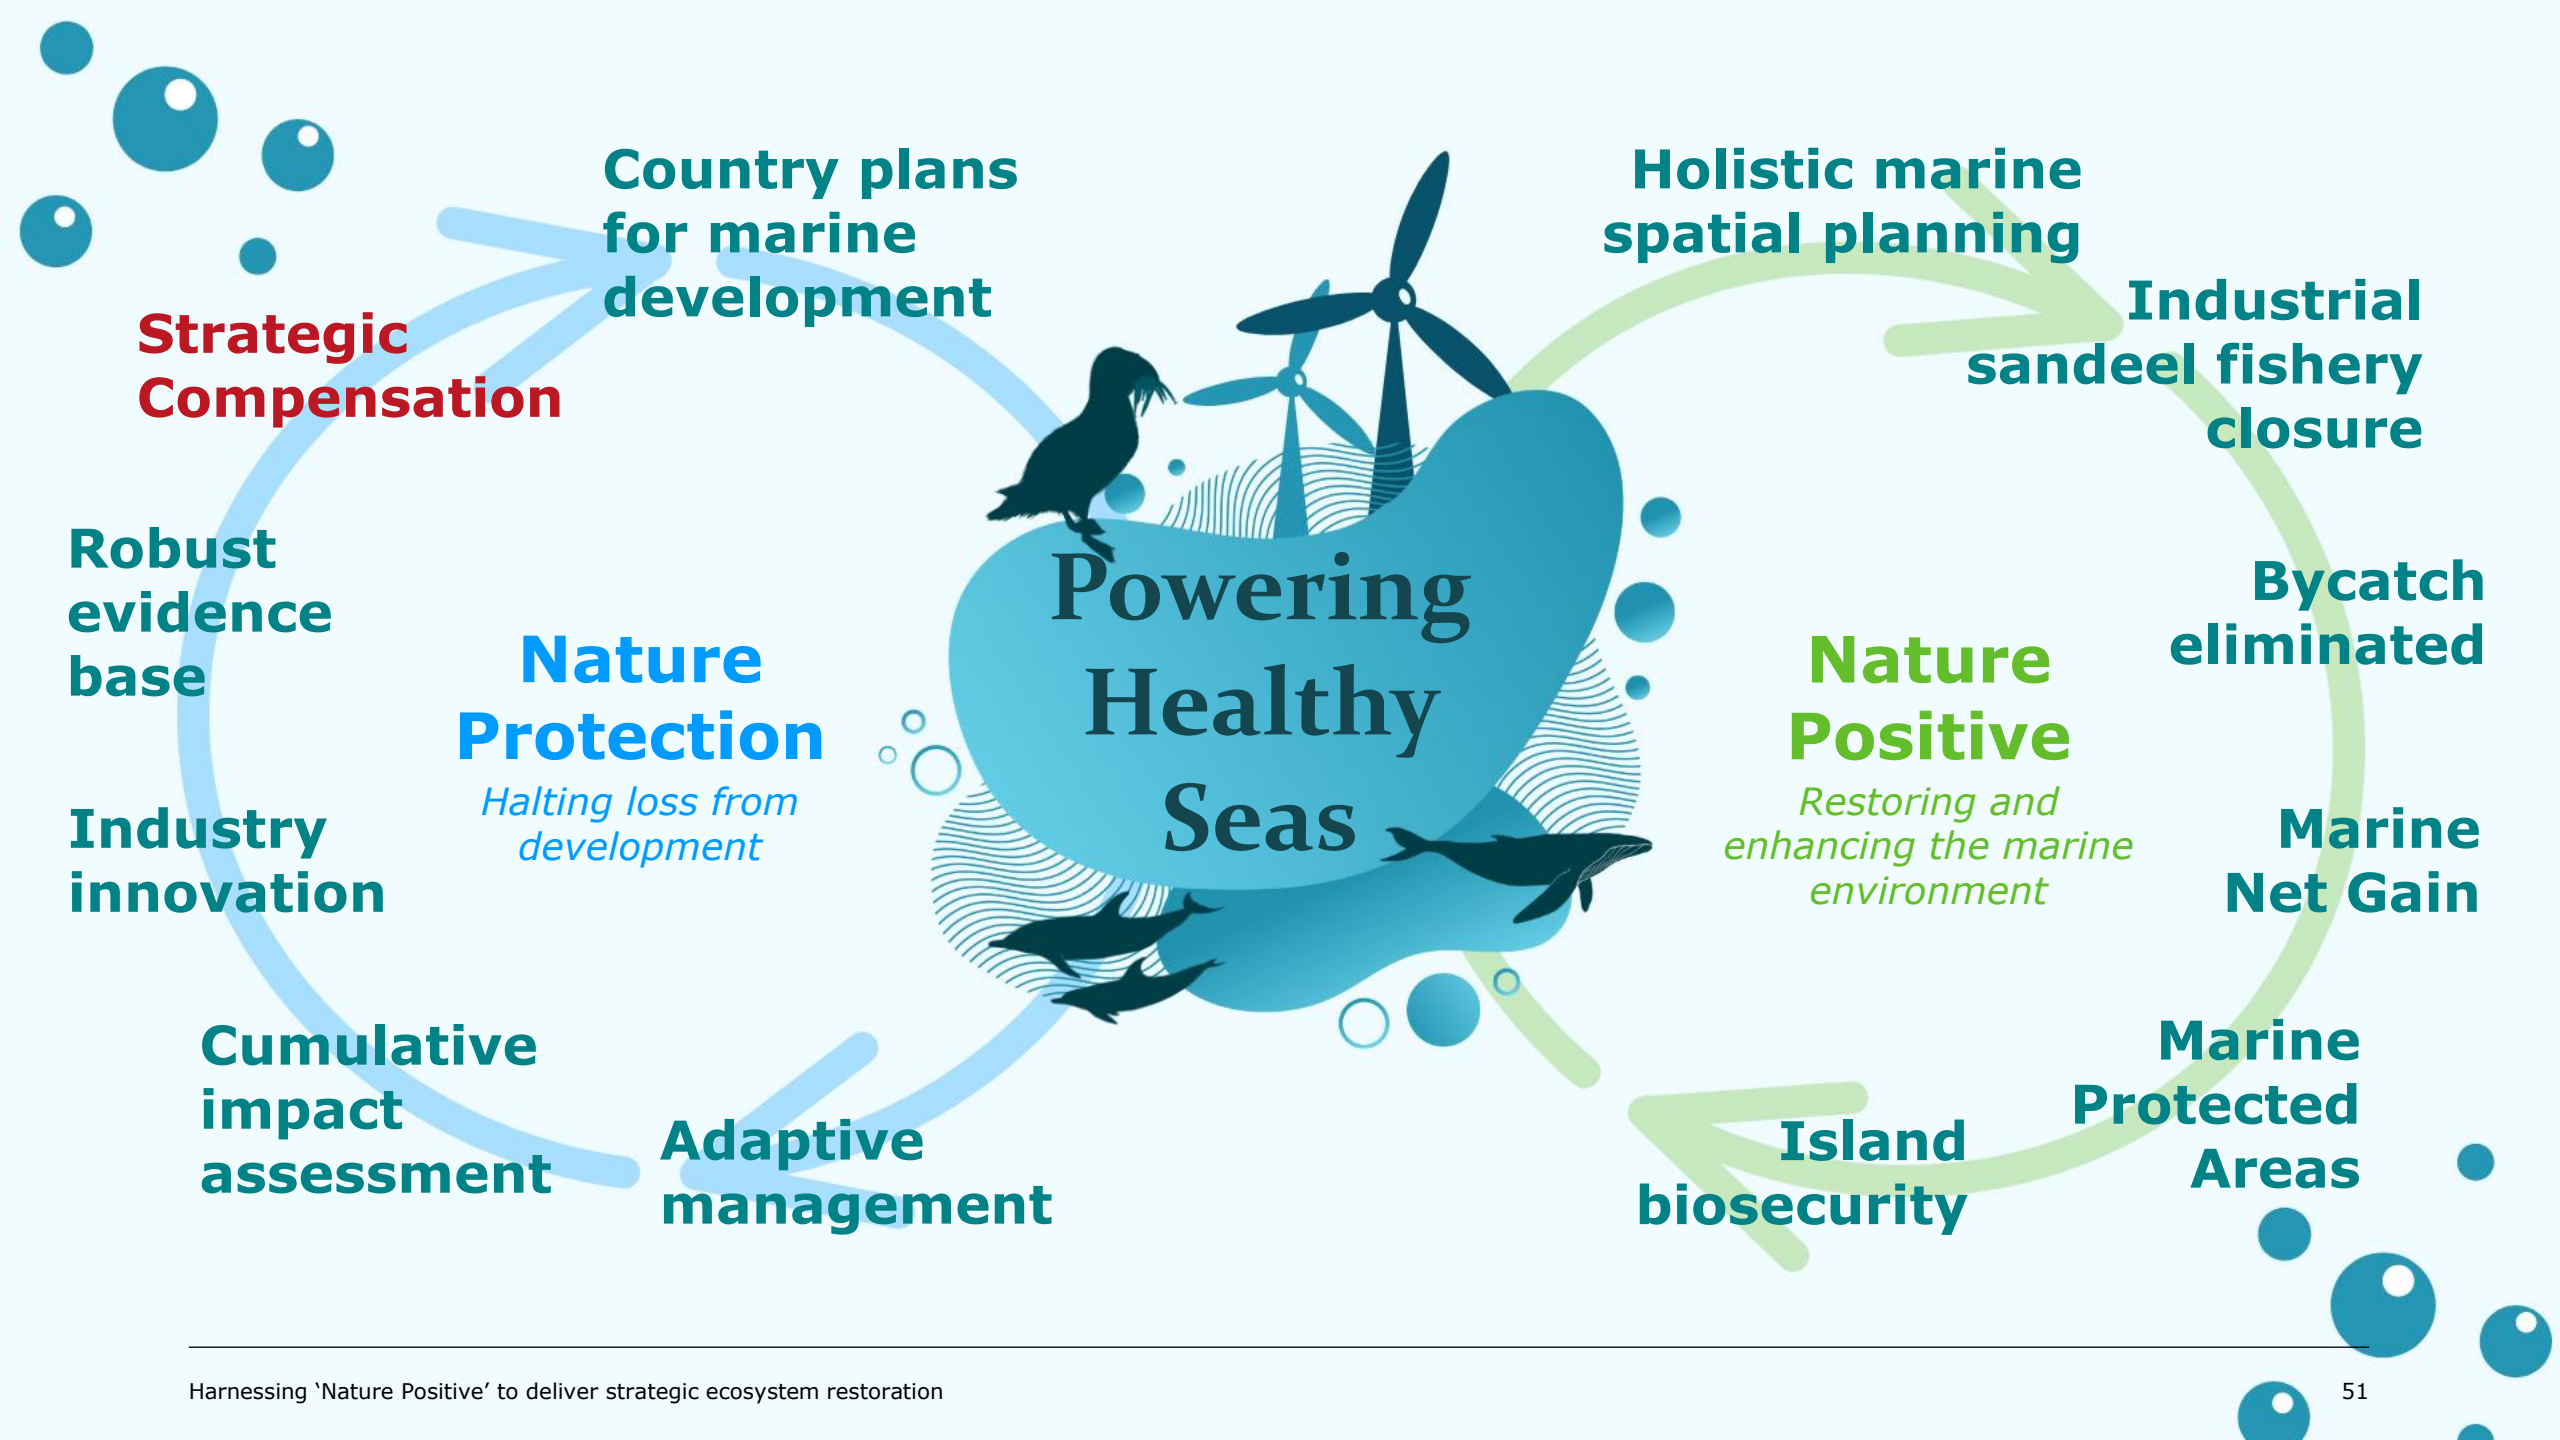 Country plans
for marine
development
Strategic
Compensation
Robust
evidence
base
Industry
innovation
Cumulative
impact
assessment
Adaptive
management
Nature
Protection
Halting loss from
development
Powering
Healthy
Seas
Nature
Positive
Restoring and
enhancing the marine
environment
Holistic marine
spatial planning
Industrial
sandeel fishery
closure
Bycatch
eliminated
Marine
Net Gain
Marine
Protected
Areas
Island
biosecurity
Harnessing ‘Nature Positive’ to deliver strategic ecosystem restoration
51